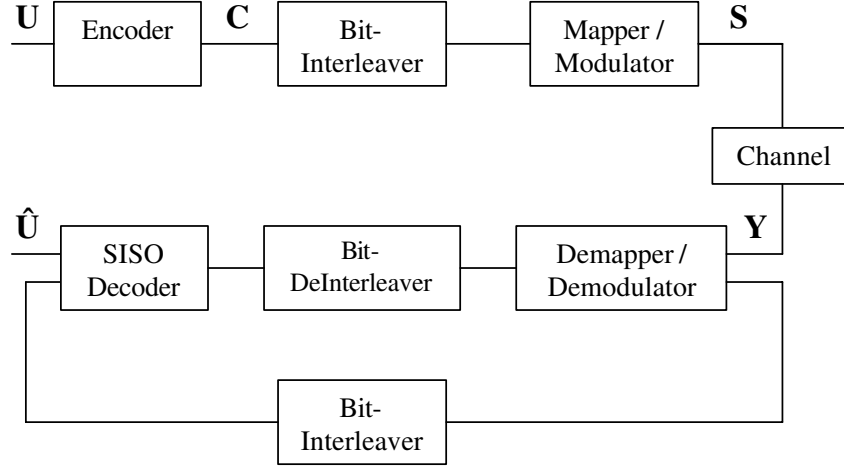 U
Encoder
C
Bit-
Interleaver
Mapper /
Modulator
S
Channel
Û
SISO
Decoder
Bit-
DeInterleaver
Demapper /
Demodulator
Y
Bit-
Interleaver